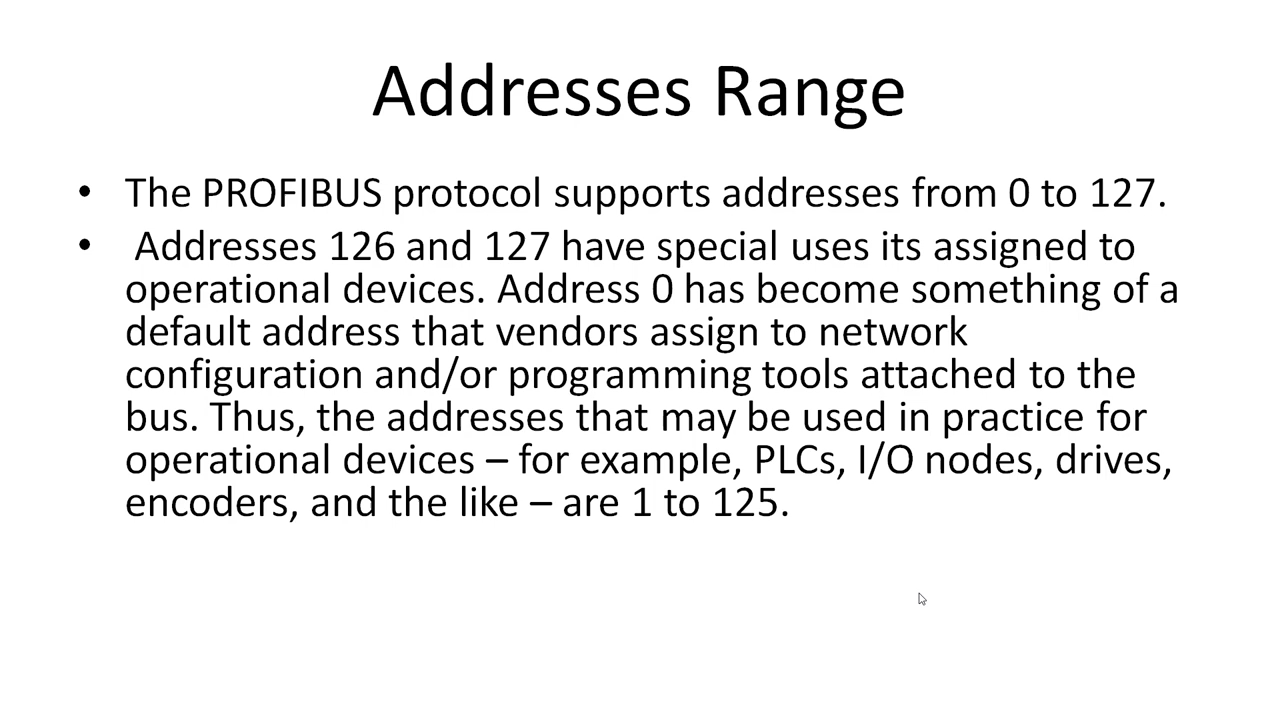 Addresses Range
• The PROFIBUS protocol supports addresses from 0 to 127.
• Addresses 126 and 127 have special uses its assigned to
operational devices. Address 0 has become something of a
default address that vendors assign to network
configuration and/or programming tools attached to the
bus. Thus, the addresses that may be used in practice for
operational devices – for example, PLCs, I/O nodes, drives,
encoders, and the like – are 1 to 125.